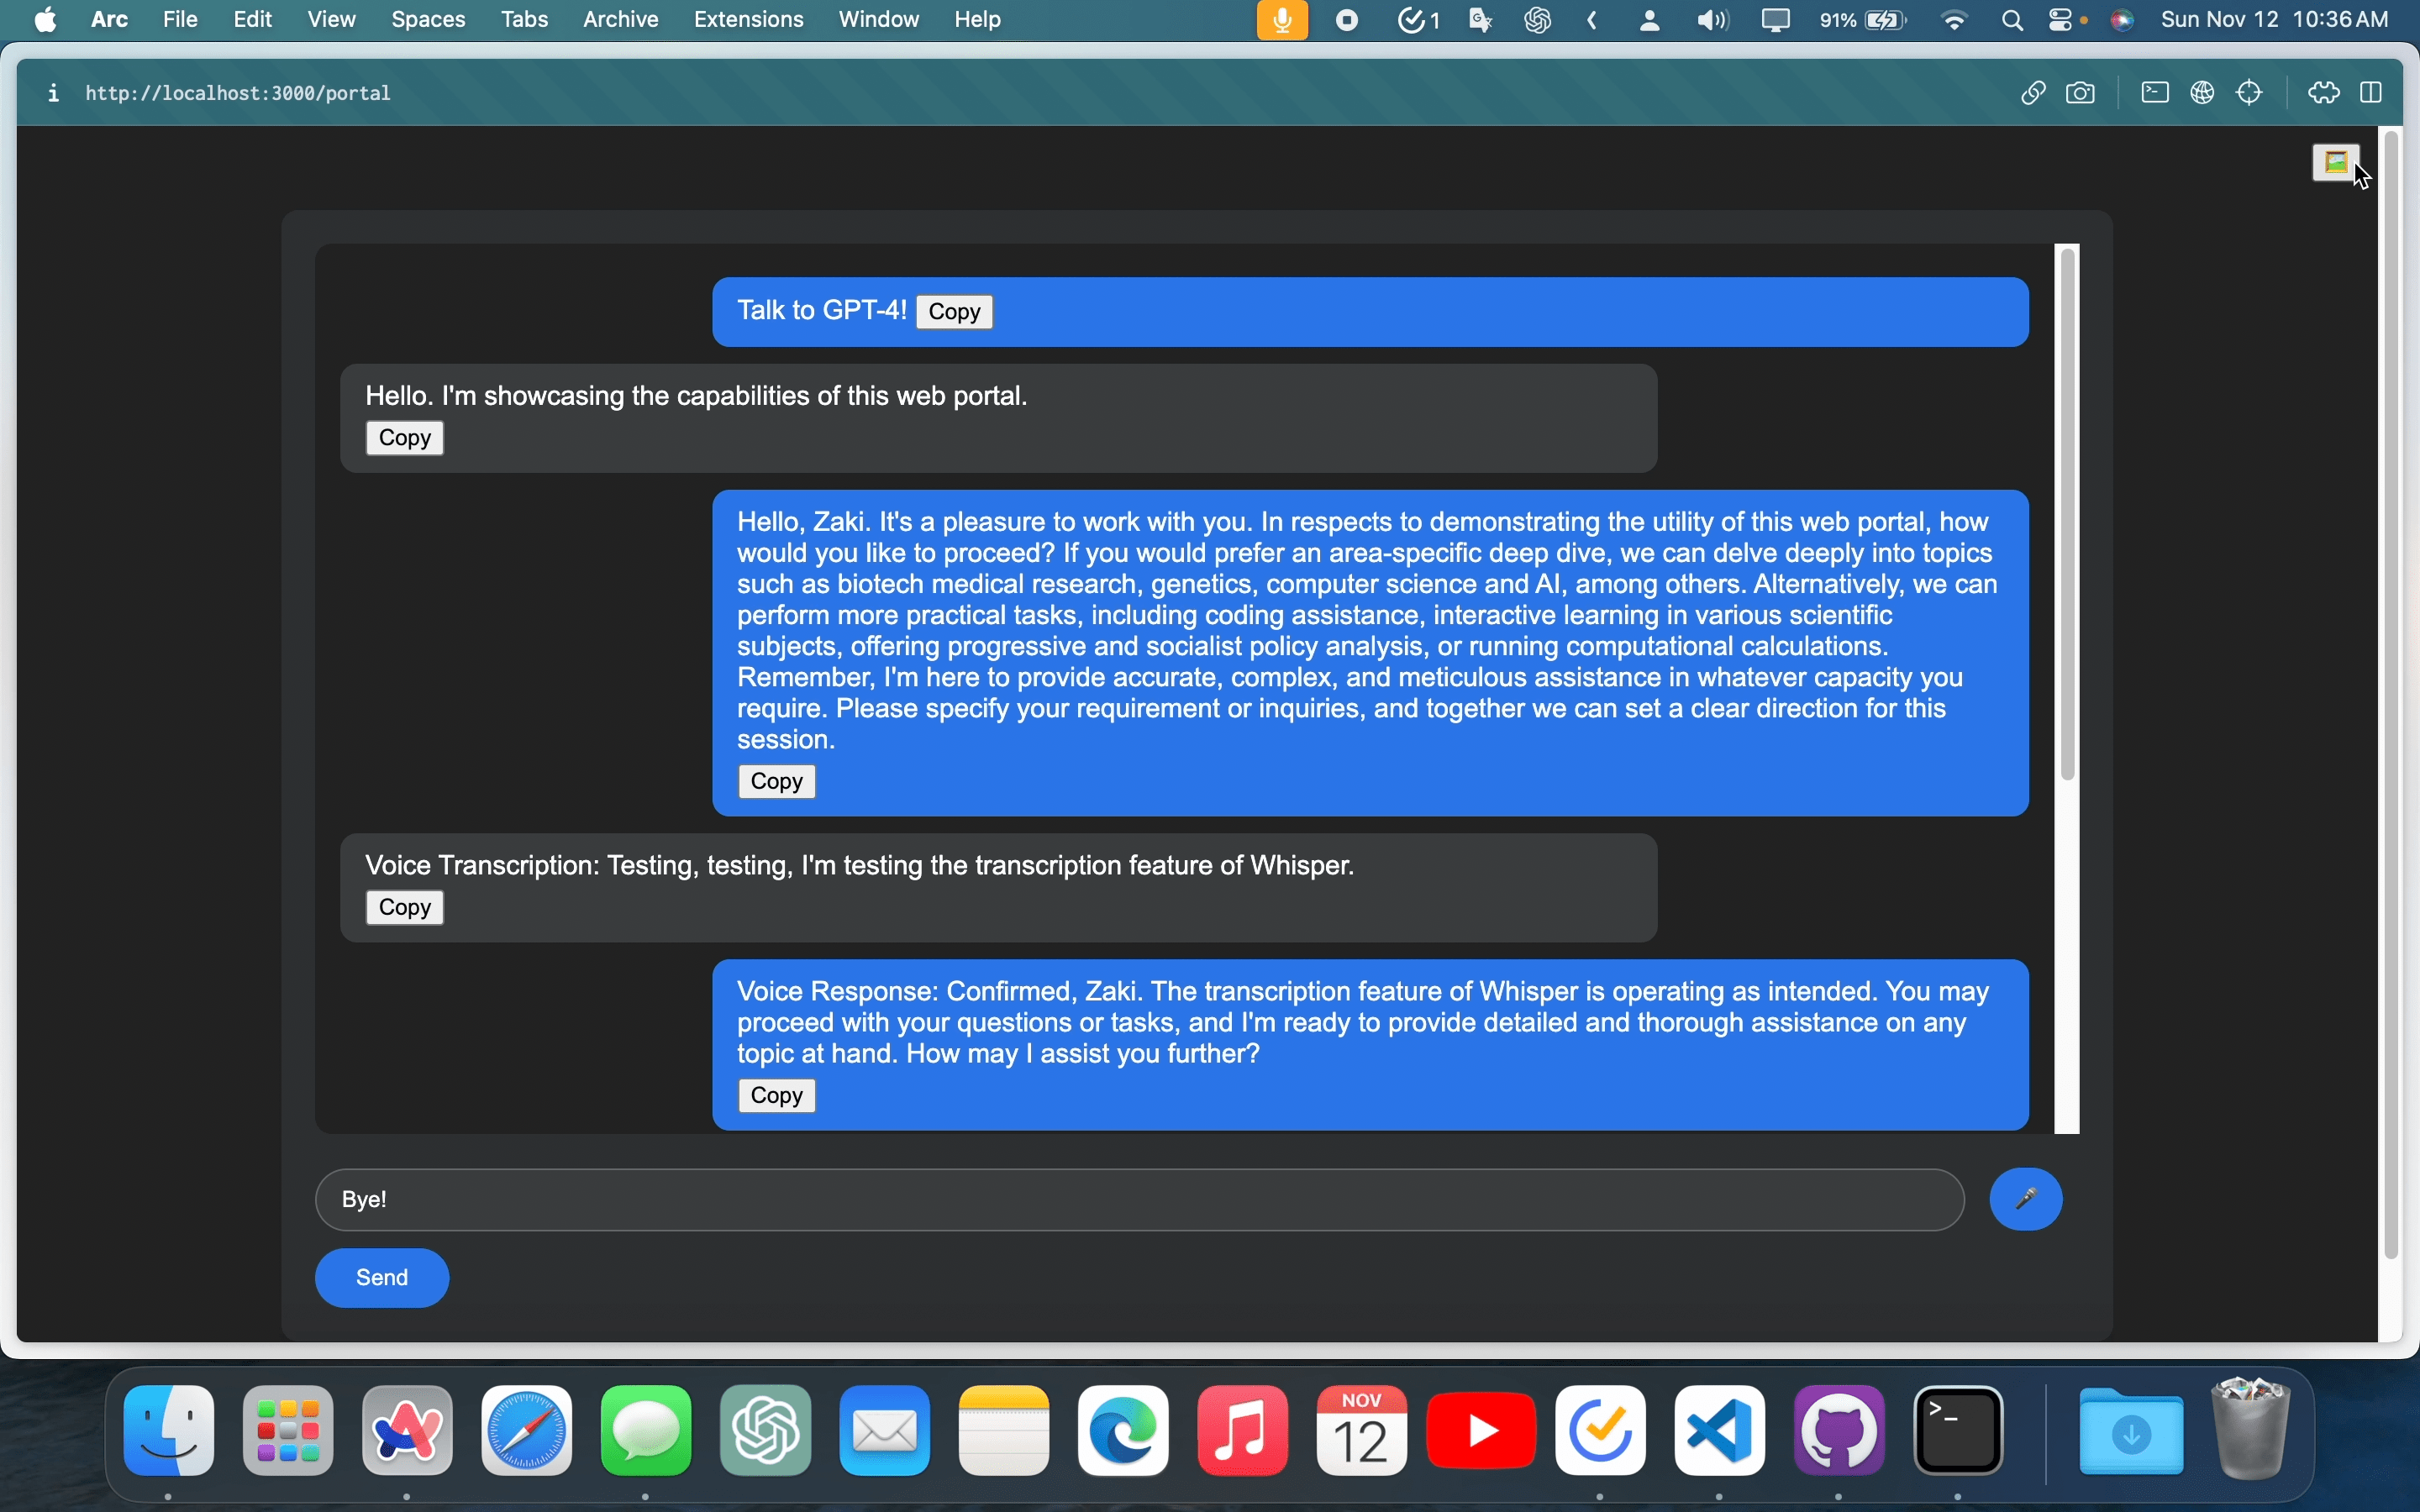 Arc File Edit View Spaces Tabs Archive Extensions Window Help 1 91% Sun Nov 12 10:36 AM
http://localhost:3000/portal
Talk to GPT-4! Copy
Hello. I'm showcasing the capabilities of this web portal.
Copy
Hello, Zaki. It's a pleasure to work with you. In respects to demonstrating the utility of this web portal, how
would you like to proceed? If you would prefer an area-specific deep dive, we can delve deeply into topics
such as biotech medical research, genetics, computer science and AI, among others. Alternatively, we can
perform more practical tasks, including coding assistance, interactive learning in various scientific
subjects, offering progressive and socialist policy analysis, or running computational calculations.
Remember, I'm here to provide accurate, complex, and meticulous assistance in whatever capacity you
require. Please specify your requirement or inquiries, and together we can set a clear direction for this
session.
Copy
Voice Transcription: Testing, testing, I'm testing the transcription feature of Whisper.
Copy
Voice Response: Confirmed, Zaki. The transcription feature of Whisper is operating as intended. You may
proceed with your questions or tasks, and I'm ready to provide detailed and thorough assistance on any
topic at hand. How may I assist you further?
Copy
Bye!
Send
NOV
12
>_